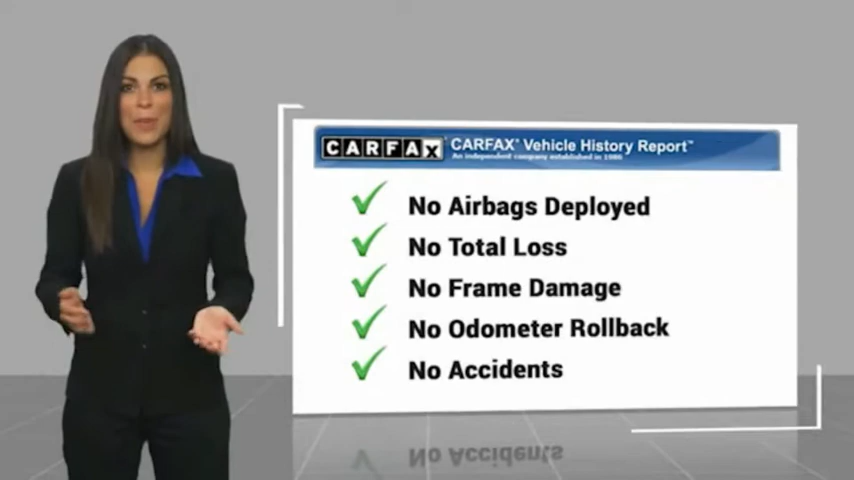 CARFAX CARFAX™ Vehicle History Report™
An independent company established in 1986
No Airbags Deployed
No Total Loss
No Frame Damage
No Odometer Rollback
No Accidents
No Accidents